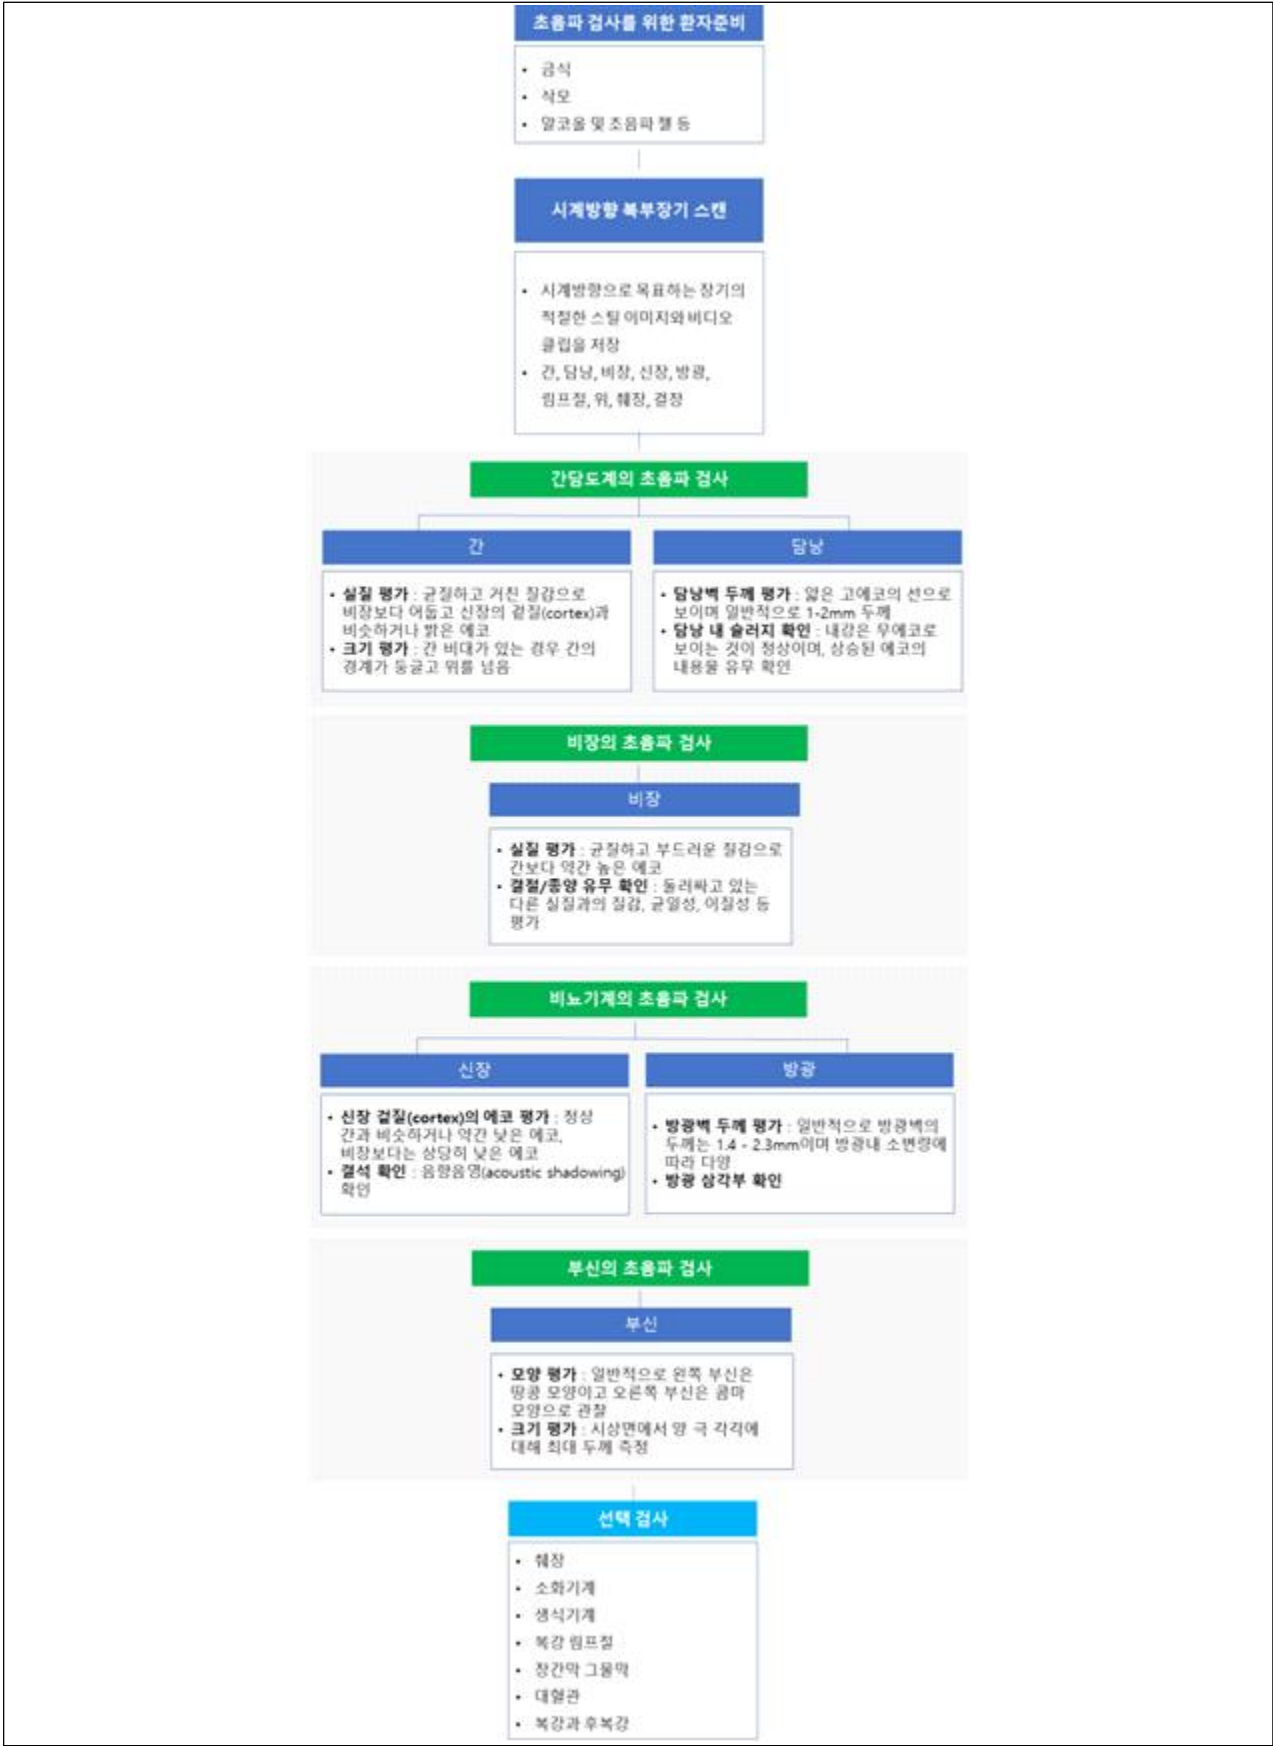 초음파 검사를 위한 환자준비
• 금식
• 삭모
• 알코올 및 초음파 젤 등
시계방향 복부장기 스캔
• 시계방향으로 목표하는 장기의
적절한 스틸 이미지와 비디오
클립을 저장
• 간, 담낭, 비장, 신장, 방광,
림프절, 위, 췌장, 결장
간담도계의 초음파 검사
간
• 실질 평가 : 균질하고 거친 질감으로
비장보다 어둡고 신장의 겉질(cortex)과
비슷하거나 밝은 에코
• 크기 평가 : 간 비대가 있는 경우 간의
경계가 둥글고 위를 넘음
담낭
• 담낭벽 두께 평가 : 얇은 고에코의 선으로
보이며 일반적으로 1-2mm 두께
• 담낭 내 슬러지 확인 : 내강은 무에코로
보이는 것이 정상이며, 상승된 에코의
내용물 유무 확인
비장의 초음파 검사
비장
• 실질 평가 : 균질하고 부드러운 질감으로
간보다 약간 높은 에코
• 결절/종양 유무 확인 : 둘러싸고 있는
다른 실질과의 질감, 균일성, 이질성 등
평가
비뇨기계의 초음파 검사
신장
• 신장 겉질(cortex)의 에코 평가 : 정상
간과 비슷하거나 약간 낮은 에코,
비장보다는 상당히 낮은 에코
• 결석 확인 : 음향음영(acoustic shadowing)
확인
방광
• 방광벽 두께 평가 : 일반적으로 방광벽의
두께는 1.4 - 2.3mm이며 방광내 소변량에
따라 다양
• 방광 삼각부 확인
부신의 초음파 검사
부신
• 모양 평가 : 일반적으로 왼쪽 부신은
땅콩 모양이고 오른쪽 부신은 콤마
모양으로 관찰
• 크기 평가 : 시상면에서 양 극 각각에
대해 최대 두께 측정
선택 검사
• 췌장
• 소화기계
• 생식기계
• 복강 림프절
• 장간막 그물막
• 대혈관
• 복강과 후복강